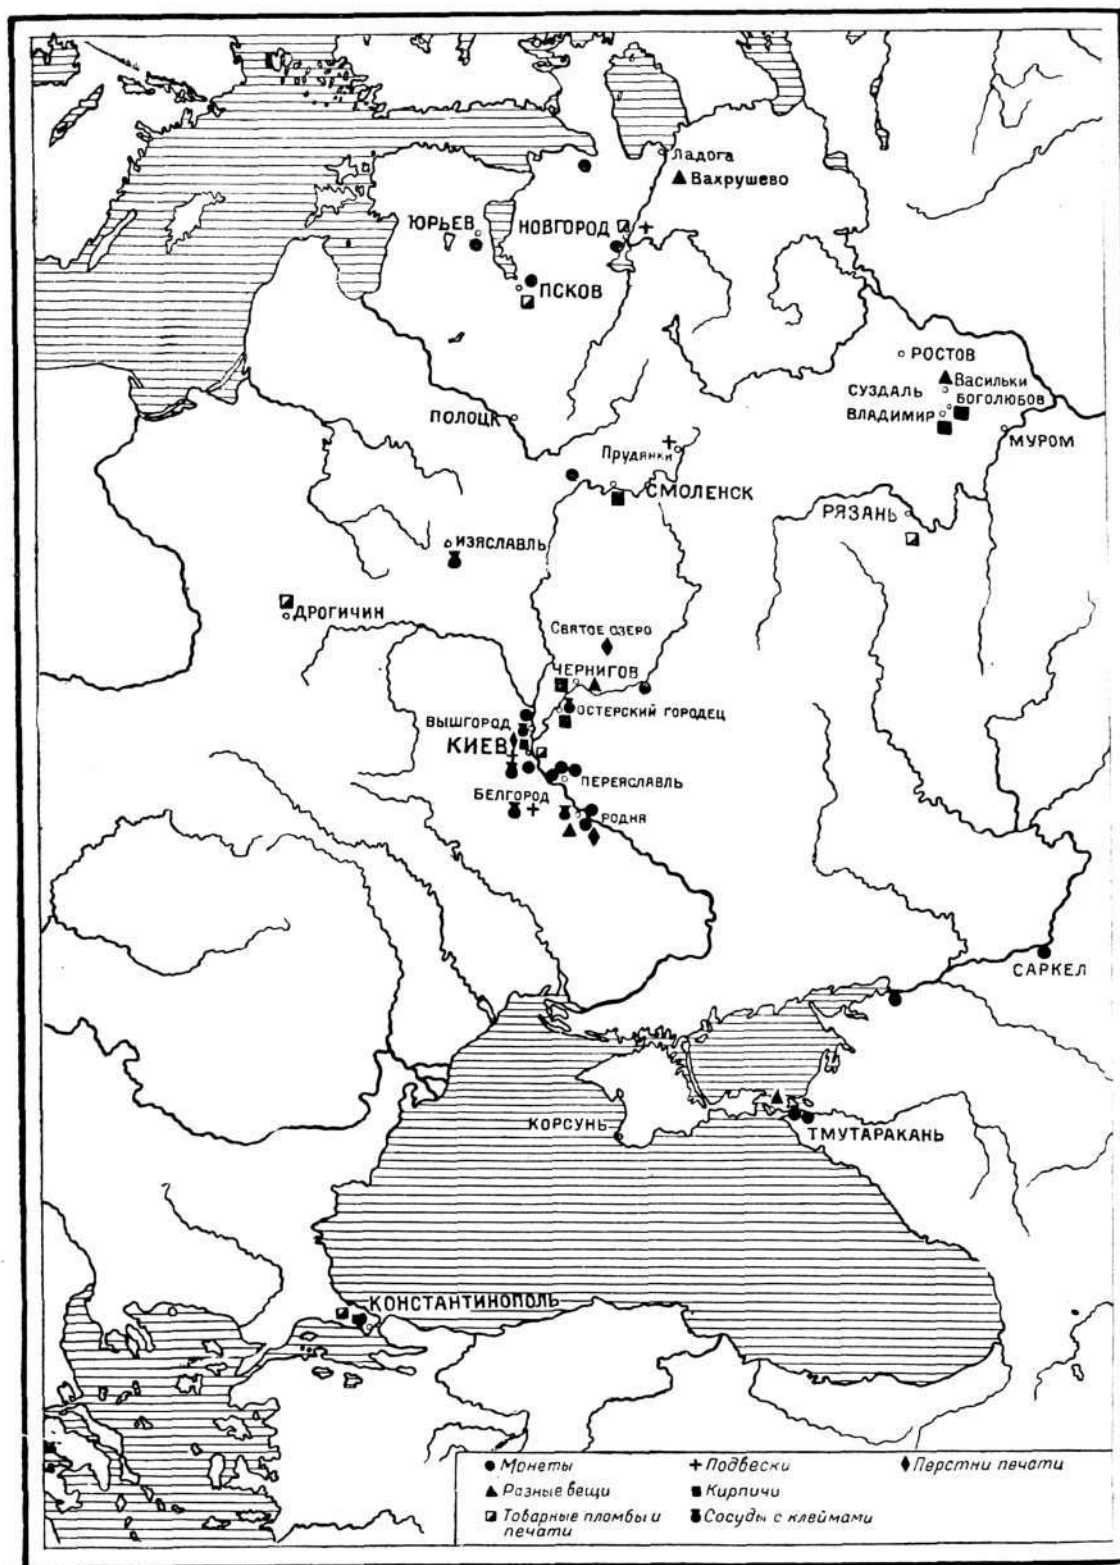 Ладога
Вахрушево
ЮРЬЕВ
НОВГОРОД
ПСКОВ
РОСТОВ
Васильки
СУЗДАЛЬ
БОГОЛЮБОВ
ВЛАДИМИР
ПОЛОЦК
МУРОМ
Прудянки
СМОЛЕНСК
РЯЗАНЬ
ИЗЯСЛАВЛЬ
ДРОГИЧИН
СВЯТОЕ ОЗЕРО
ЧЕРНИГОВ
ОСТЕРСКИЙ ГОРОДЕЦ
ВЫШГОРОД
КИЕВ
ПЕРЕЯСЛАВЛЬ
БЕЛГОРОД
РОДНЯ
САРКЕЛ
КОРСУНЬ
ТМУТАРАКАНЬ
КОНСТАНТИНОПОЛЬ
Монеты
Подвески
Перстни печати
Разные вещи
Кирпичи
Товарные пломбы и
печати
Сосуды с клеймами